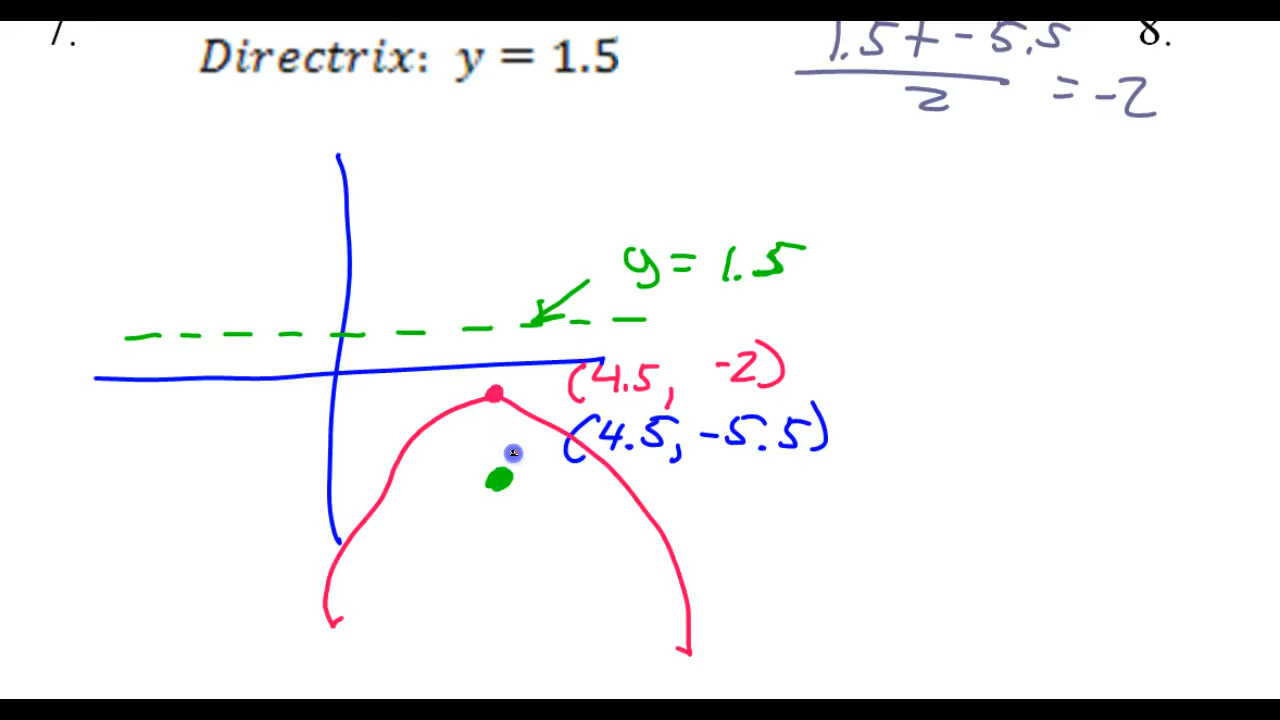 7.
Directrix: y = 1.5
1.5 + -5.5
2
= -2
8.
y = 1.5
(4.5, -2)
(4.5, -5.5)